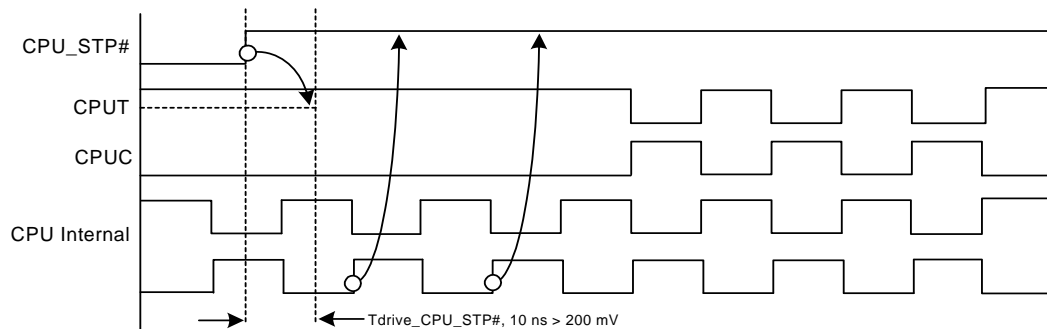 CPU_STP#
CPUT
CPUC
CPU Internal
Tdrive_CPU_STP#, 10 ns > 200 mV